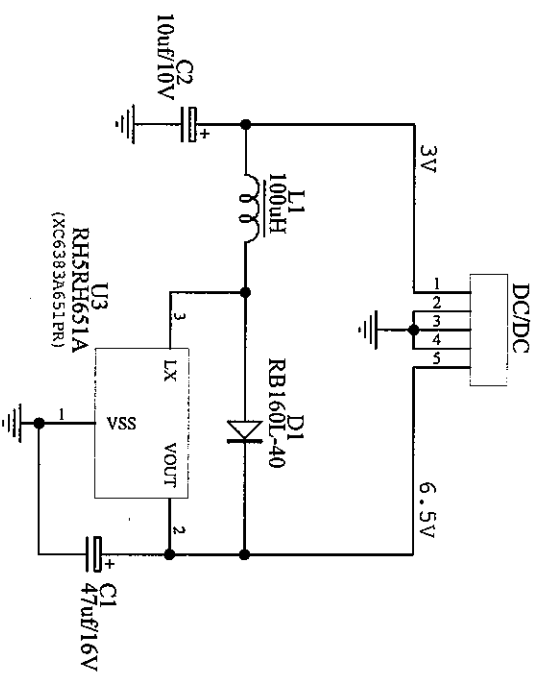 DC/DC
1
2
3
4
5
3V
6.5V
C2
10uf/10V
+
L1
100uH
D1
RB160L-40
U3
RH5RH651A
(XC6383A651PR)
3
LX
1
VSS
VOUT
2
+
C1
47uf/16V